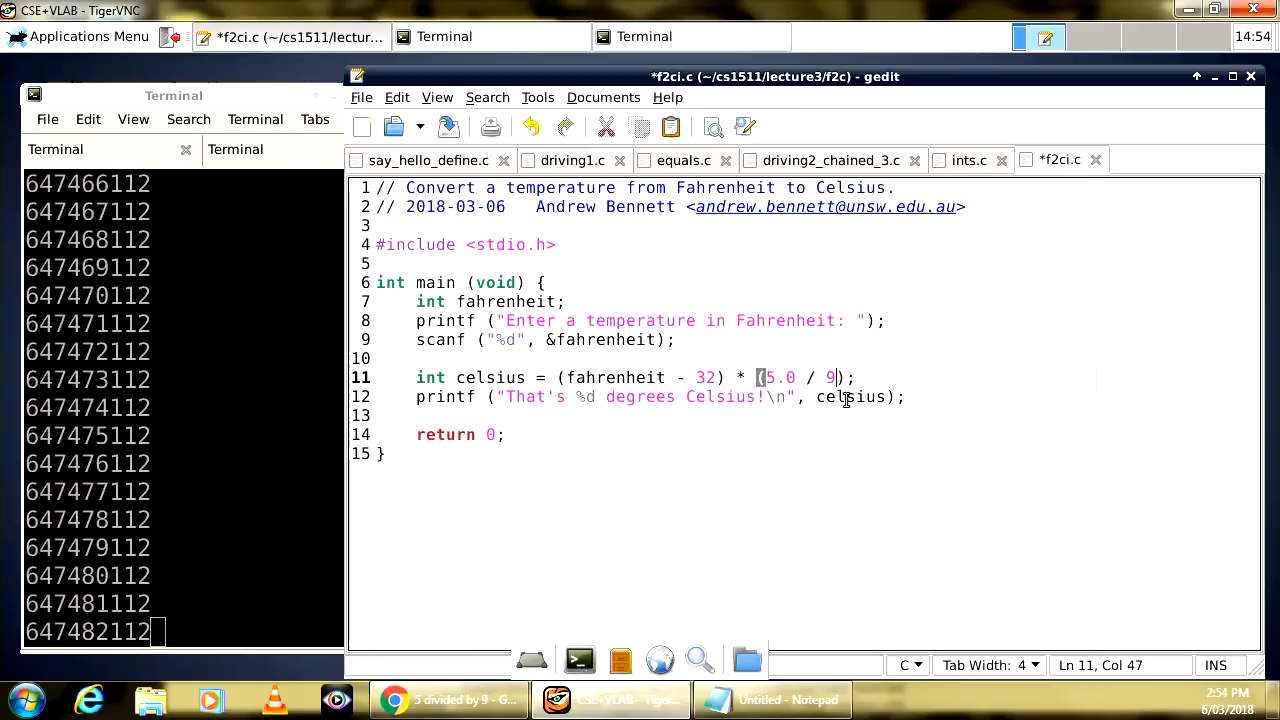 CSE+VLAB - TigerVNC
Applications Menu
*f2ci.c (~/cs1511/lectur...
Terminal
Terminal
14:54
Terminal
File Edit View Search Terminal Tabs
Terminal
Terminal
647466112
647467112
647468112
647469112
647470112
647471112
647472112
647473112
647474112
647475112
647476112
647477112
647478112
647479112
647480112
647481112
647482112
*f2ci.c (~/cs1511/lecture3/f2c) - gedit
File Edit View Search Tools Documents Help
say_hello_define.c
driving1.c
equals.c
driving2_chained_3.c
ints.c
*f2ci.c
1 // Convert a temperature from Fahrenheit to Celsius.
2 // 2018-03-06   Andrew Bennett <andrew.bennett@unsw.edu.au>
3
4 #include <stdio.h>
5
6 int main (void) {
7     int fahrenheit;
8     printf ("Enter a temperature in Fahrenheit: ");
9     scanf ("%d", &fahrenheit);
10
11     int celsius = (fahrenheit - 32) * (5.0 / 9);
12     printf ("That's %d degrees Celsius!\n", celsius);
13
14     return 0;
15 }
C
Tab Width: 4
Ln 11, Col 47
INS
5 divided by 9 - G...
CSE+VLAB - Tiger...
Untitled - Notepad
2:54 PM
6/03/2018